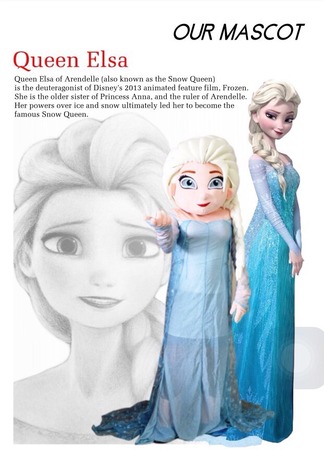 OUR MASCOT
Queen Elsa
Queen Elsa of Arendelle (also known as the Snow Queen)
is the deuteragonist of Disney's 2013 animated feature film, Frozen.
She is the older sister of Princess Anna, and the ruler of Arendelle.
Her powers over ice and snow ultimately led her to become the
famous Snow Queen.